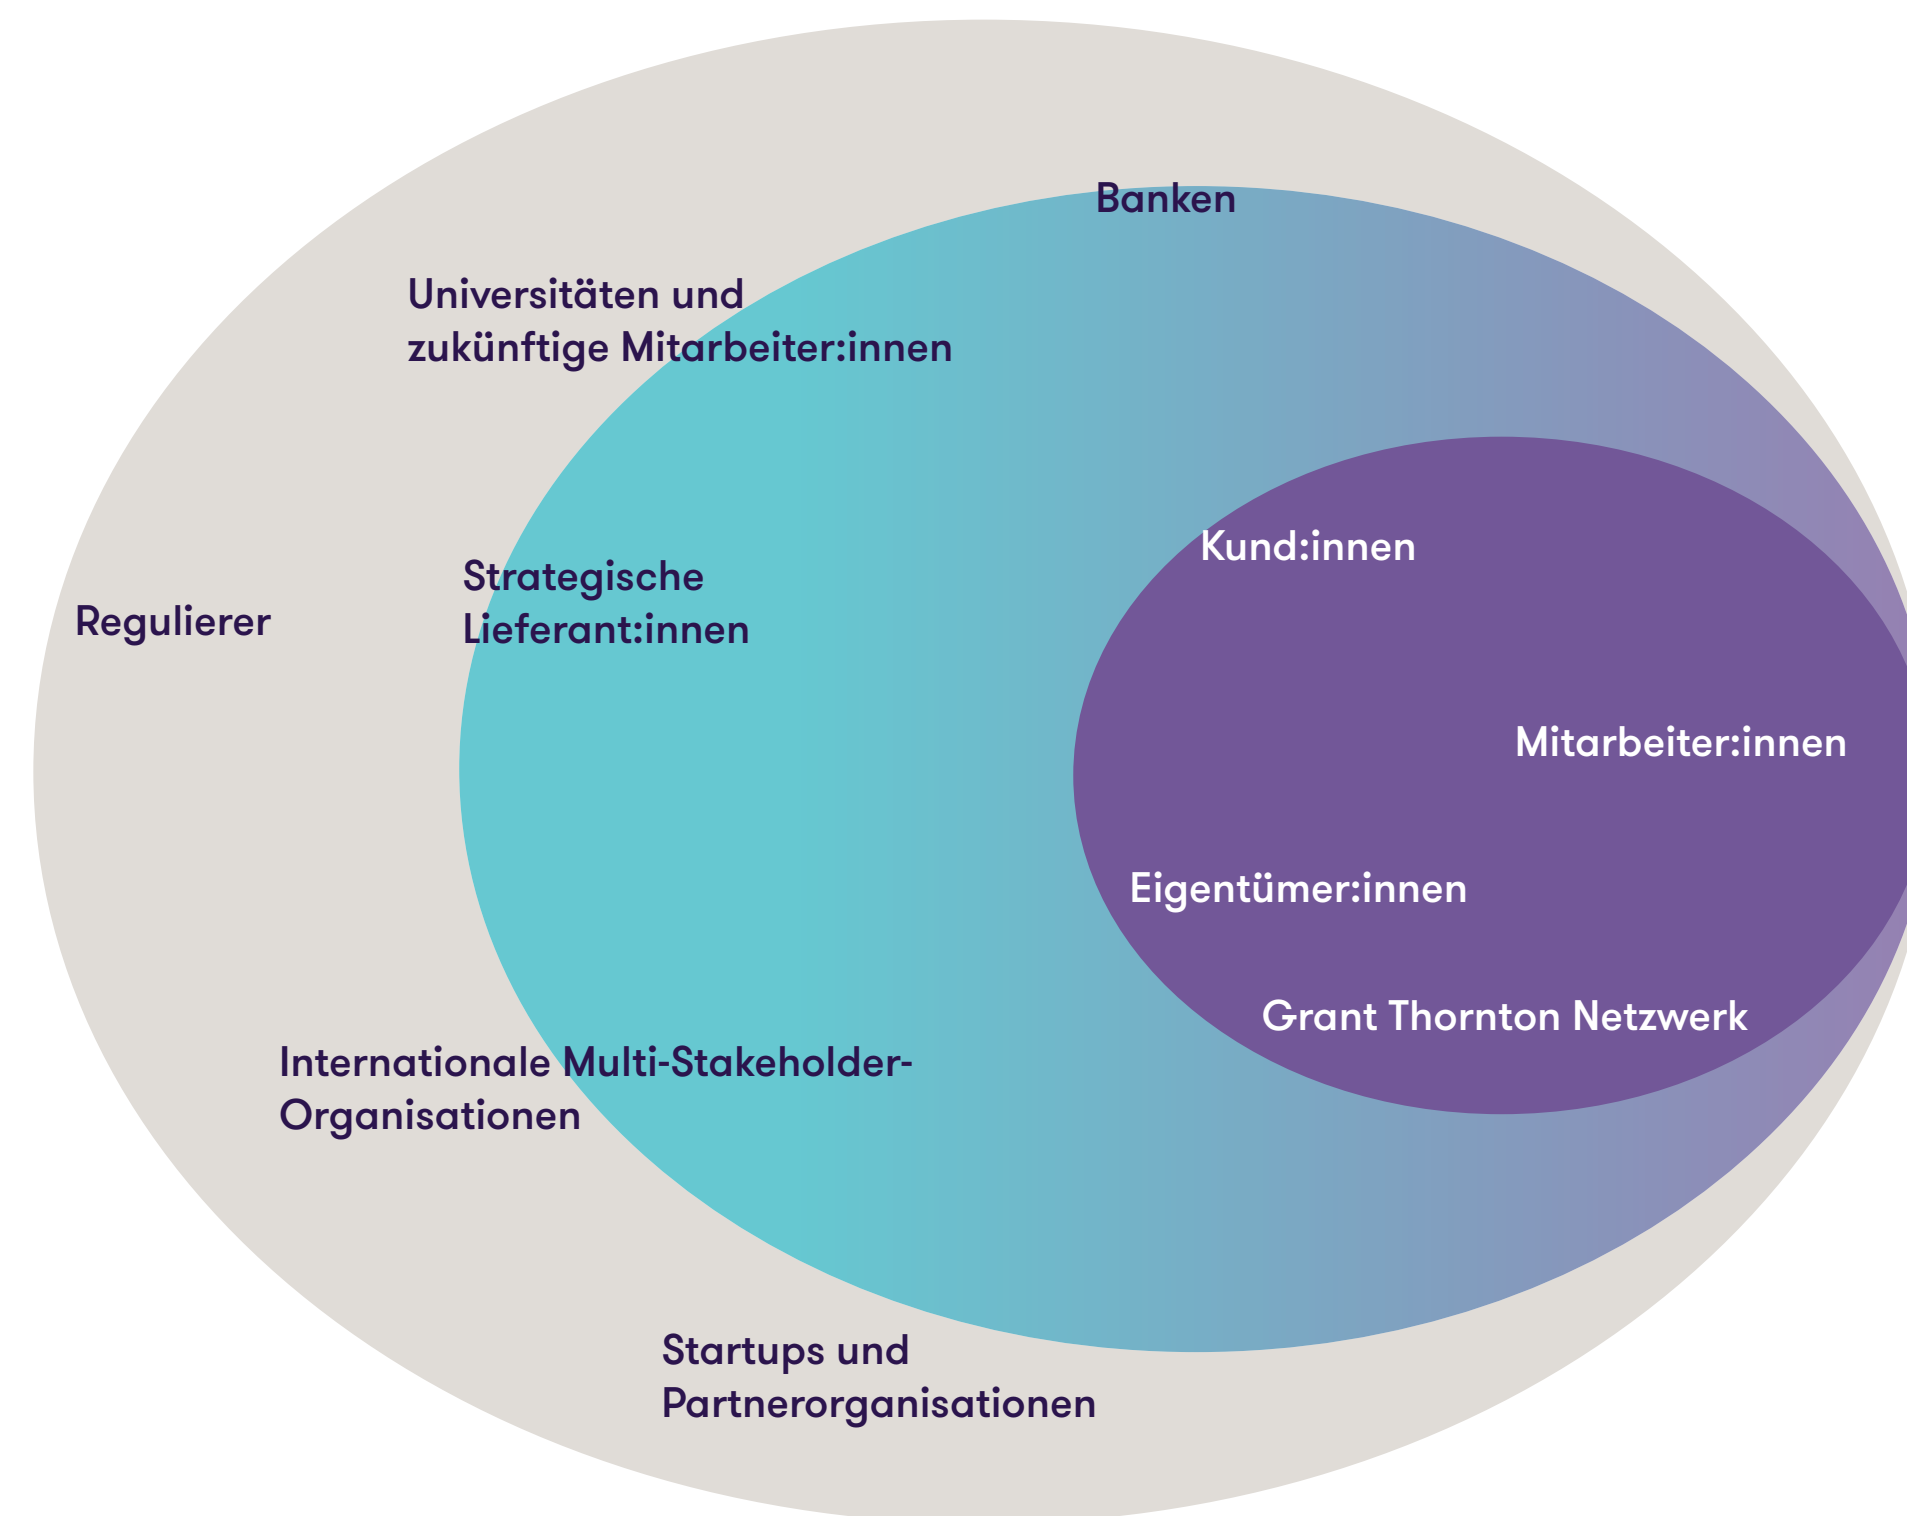 Banken
Universitäten und
zukünftige Mitarbeiter:innen
Kund:innen
Strategische
Lieferant:innen
Regulierer
Mitarbeiter:innen
Eigentümer:innen
Grant Thornton Netzwerk
Internationale Multi-Stakeholder-
Organisationen
Startups und
Partnerorganisationen